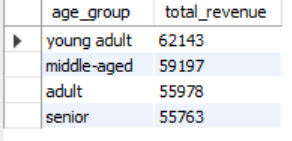 age_group total_revenue
young adult 62143
middle-aged 59197
adult 55978
senior 55763